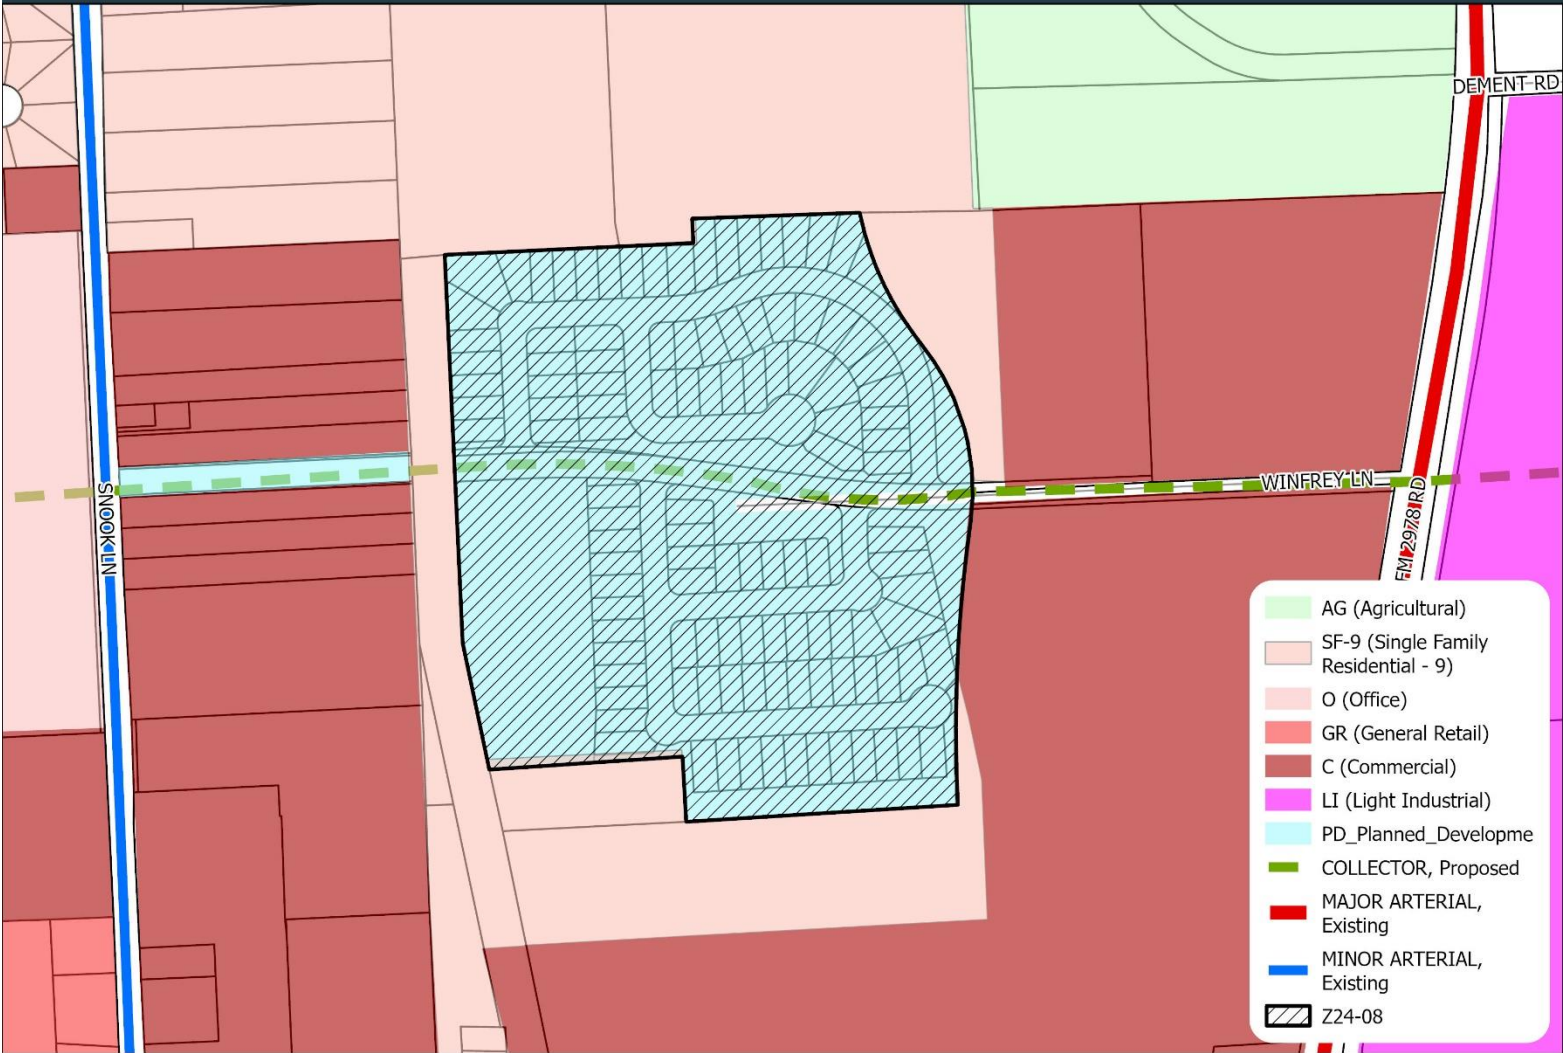 DEMENT RD
WINFREY LN
SNOOK LN
FM 2978 RD
AG (Agricultural)
SF-9 (Single Family
Residential - 9)
O (Office)
GR (General Retail)
C (Commercial)
LI (Light Industrial)
PD_Planned_Developme
COLLECTOR, Proposed
MAJOR ARTERIAL,
Existing
MINOR ARTERIAL,
Existing
Z24-08